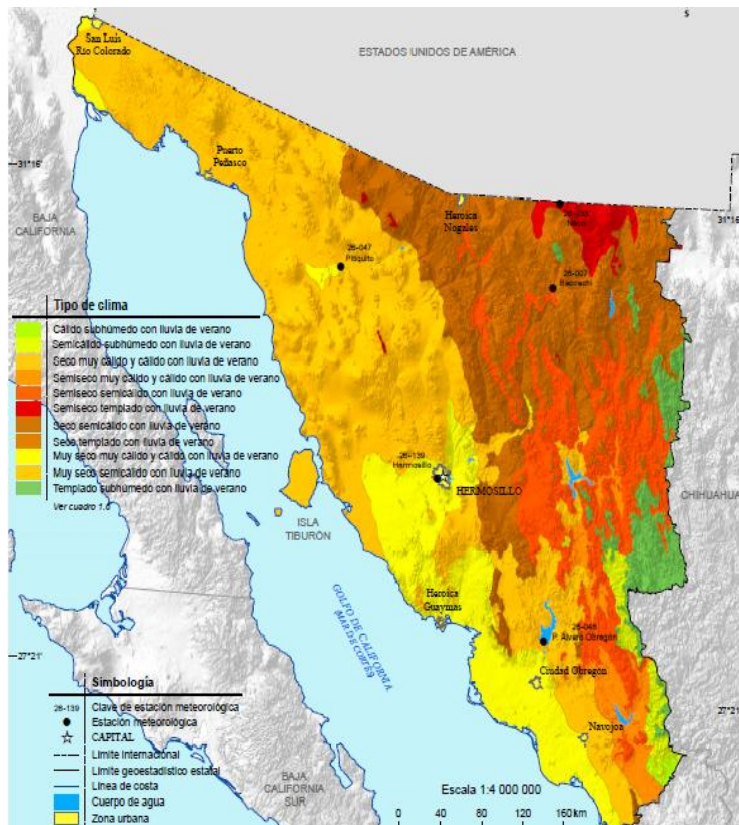 S
San Luis
Río Colorado
ESTADOS UNIDOS DE AMÉRICA
31°16'
Puerto
Peñasco
BAJA
CALIFORNIA
Heroica
Nogales
31°16'
26-047
Pitiquito
26-007
Bacoachi
Tipo de clima
Cálido subhúmedo con lluvia de verano
Semicálido subhúmedo con lluvia de verano
Seco muy cálido y cálido con lluvia de verano
Semiseco muy cálido y cálido con lluvia de verano
Semiseco semicálido con lluvia de verano
Semiseco templado con lluvia de verano
Seco semicálido con lluvia de verano
Seco templado con lluvia de verano
Muy seco muy cálido y cálido con lluvia de verano
Muy seco semicálido con lluvia de verano
Templado subhúmedo con lluvia de verano
Ver cuadro 1.6
26-139
Hermosillo
HERMOSILLO
CHIHUAHUA
ISLA
TIBURÓN
GOLFO DE CALIFORNIA
(MAR DE CORTÉS)
Heroica
Guaymas
27°21'
P. Álvaro Obregón
Ciudad Obregón
27°21'
Navojoa
Simbología
26-139 Clave de estación meteorológica
Estación meteorológica
CAPITAL
Límite internacional
Límite geoestadístico estatal
Línea de costa
Cuerpo de agua
Zona urbana
BAJA
CALIFORNIA
SUR
Escala 1:4 000 000
0 40 80 120 160 km